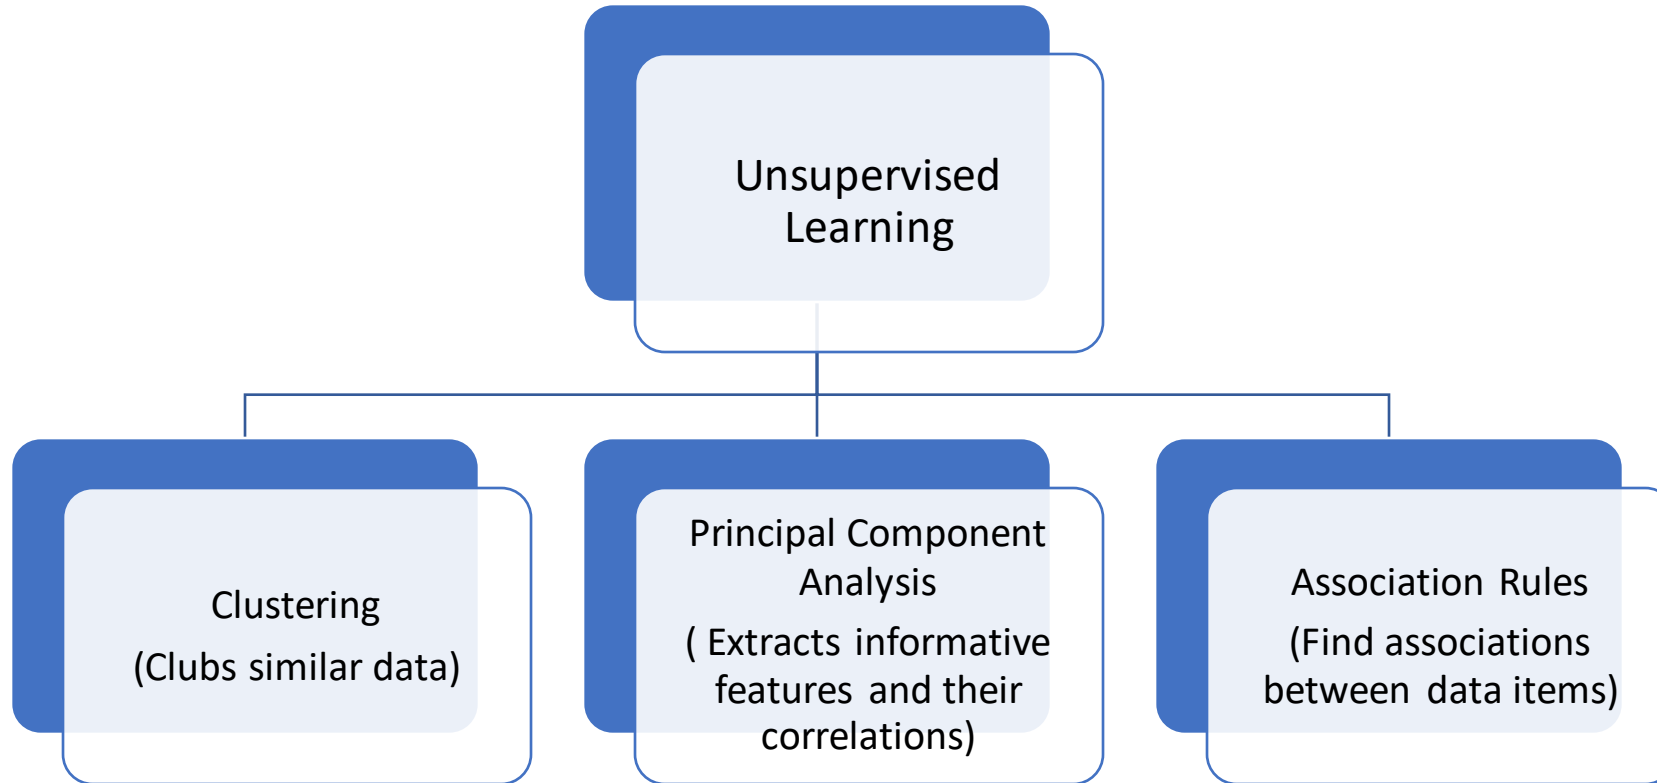 Unsupervised
Learning
Clustering
(Clubs similar data)
Principal Component
Analysis
( Extracts informative
features and their
correlations)
Association Rules
(Find associations
between data items)